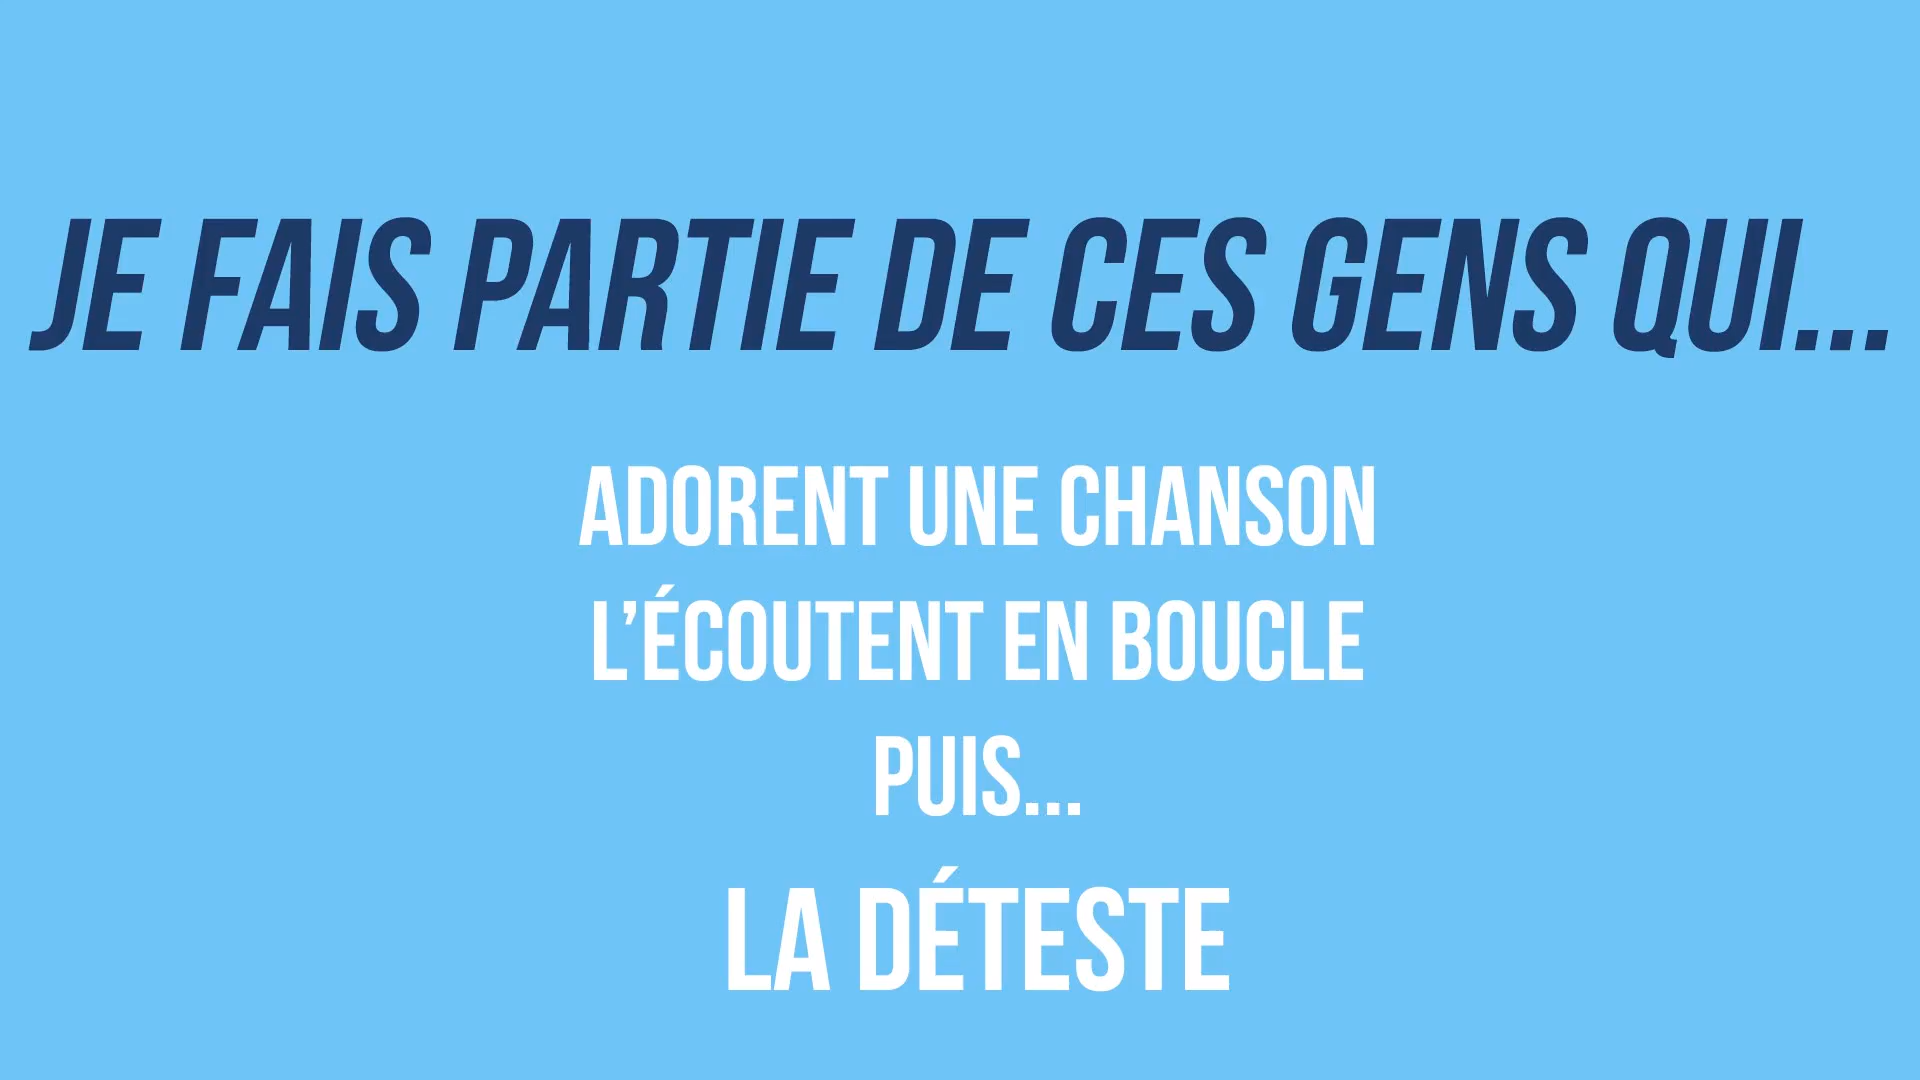 JE FAIS PARTIE DE CES GENS QUI...
ADORENT UNE CHANSON
L’ÉCOUTENT EN BOUCLE
PUIS...
LA DÉTESTE